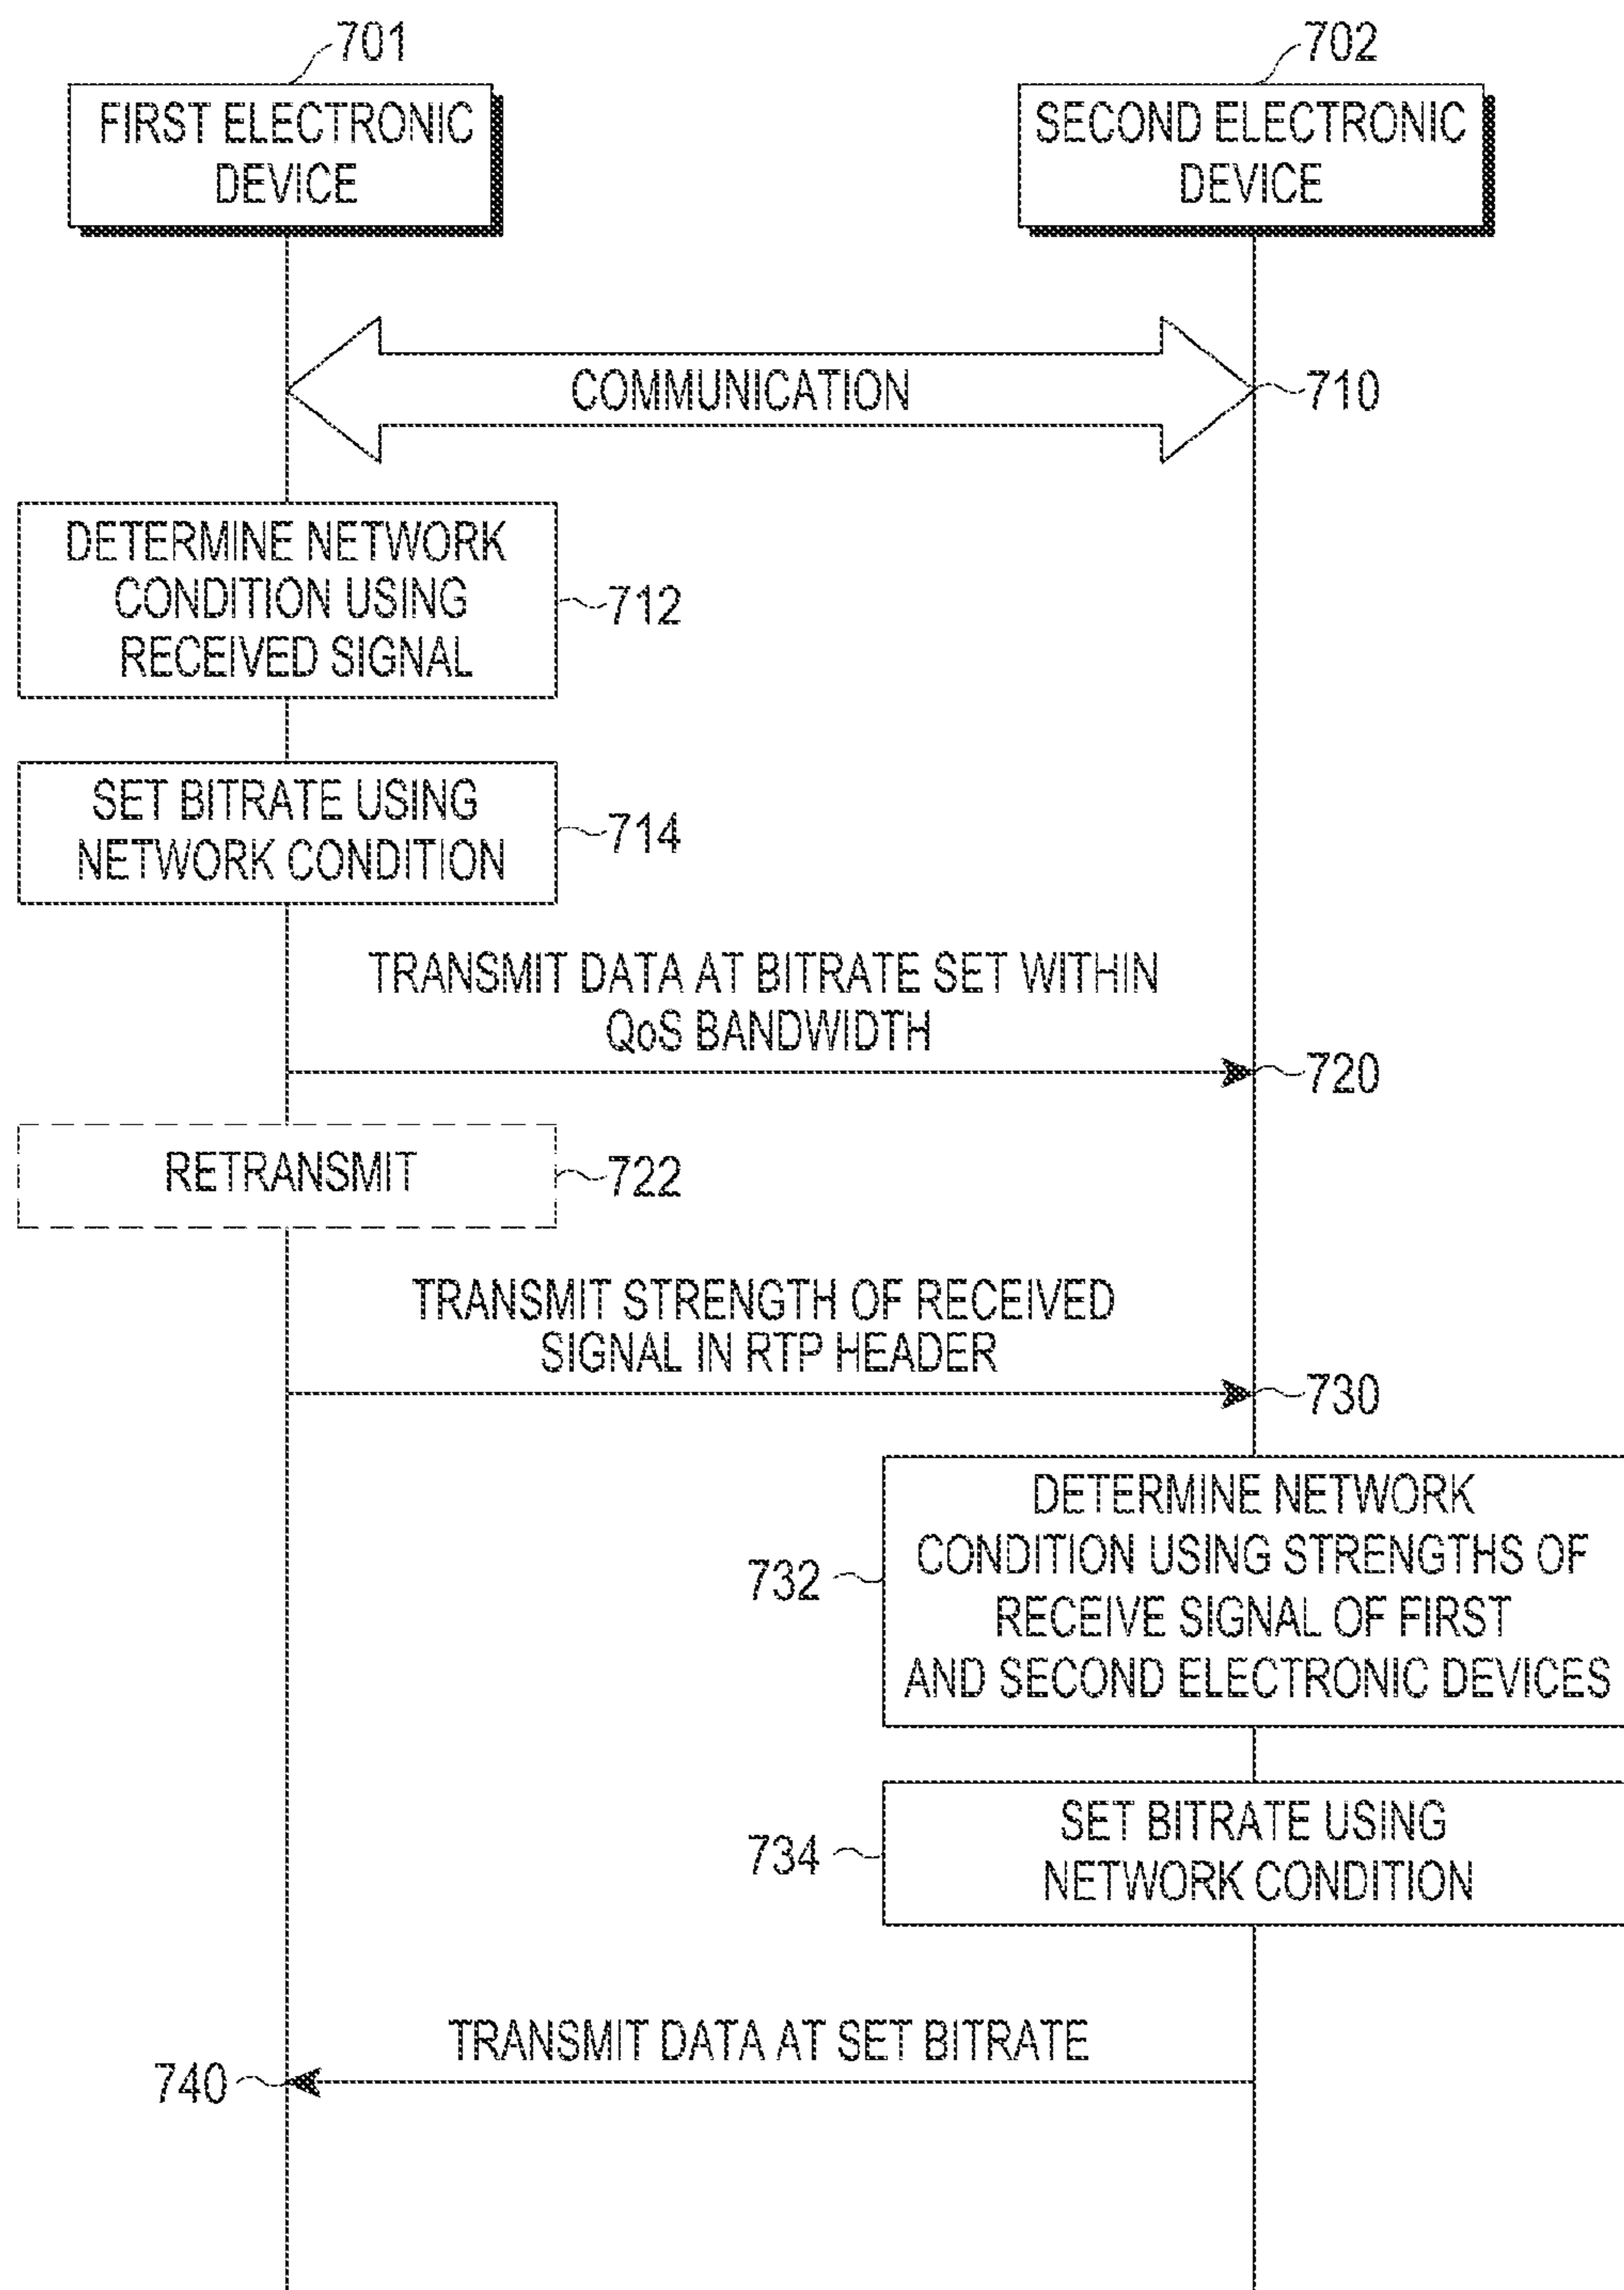 701
702
FIRST ELECTRONIC
DEVICE
SECOND ELECTRONIC
DEVICE
COMMUNICATION
710
DETERMINE NETWORK
CONDITION USING
RECEIVED SIGNAL
712
SET BITRATE USING
NETWORK CONDITION
714
TRANSMIT DATA AT BITRATE SET WITHIN
QoS BANDWIDTH
720
RETRANSMIT
722
TRANSMIT STRENGTH OF RECEIVED
SIGNAL IN RTP HEADER
730
732
DETERMINE NETWORK
CONDITION USING STRENGTHS OF
RECEIVE SIGNAL OF FIRST
AND SECOND ELECTRONIC DEVICES
734
SET BITRATE USING
NETWORK CONDITION
TRANSMIT DATA AT SET BITRATE
740